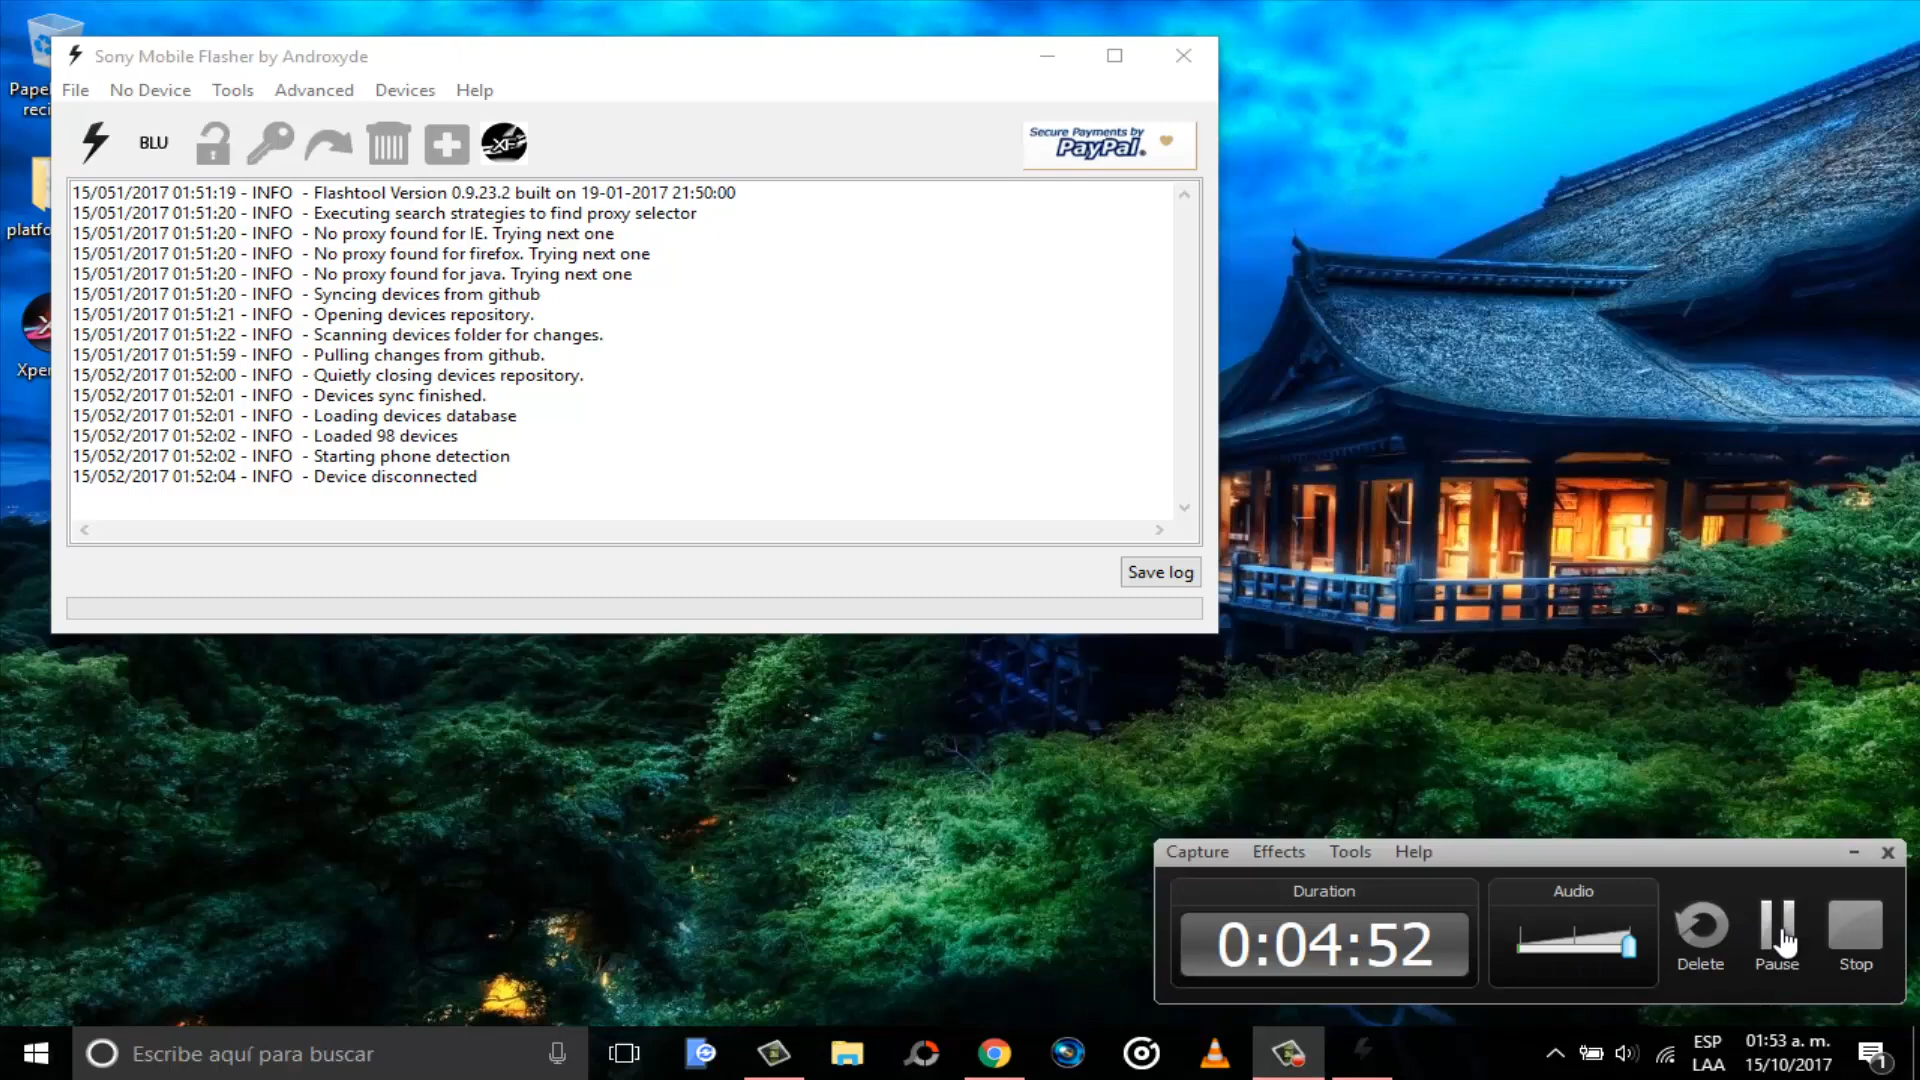 Sony Mobile Flasher by Androxyde
File No Device Tools Advanced Devices Help
BLU
Secure Payments by
PayPal.
15/051/2017 01:51:19 - INFO - Flashtool Version 0.9.23.2 built on 19-01-2017 21:50:00
15/051/2017 01:51:20 - INFO - Executing search strategies to find proxy selector
15/051/2017 01:51:20 - INFO - No proxy found for IE. Trying next one
15/051/2017 01:51:20 - INFO - No proxy found for firefox. Trying next one
15/051/2017 01:51:20 - INFO - No proxy found for java. Trying next one
15/051/2017 01:51:20 - INFO - Syncing devices from github
15/051/2017 01:51:21 - INFO - Opening devices repository.
15/051/2017 01:51:22 - INFO - Scanning devices folder for changes.
15/051/2017 01:51:59 - INFO - Pulling changes from github.
15/052/2017 01:52:00 - INFO - Quietly closing devices repository.
15/052/2017 01:52:01 - INFO - Devices sync finished.
15/052/2017 01:52:01 - INFO - Loading devices database
15/052/2017 01:52:02 - INFO - Loaded 98 devices
15/052/2017 01:52:02 - INFO - Starting phone detection
15/052/2017 01:52:04 - INFO - Device disconnected
Save log
Pape
reci
platfo
Xper
Capture Effects Tools Help
Duration
0:04:52
Audio
Delete
Pause
Stop
Escribe aquí para buscar
ESP
LAA
01:53 a. m.
15/10/2017
1